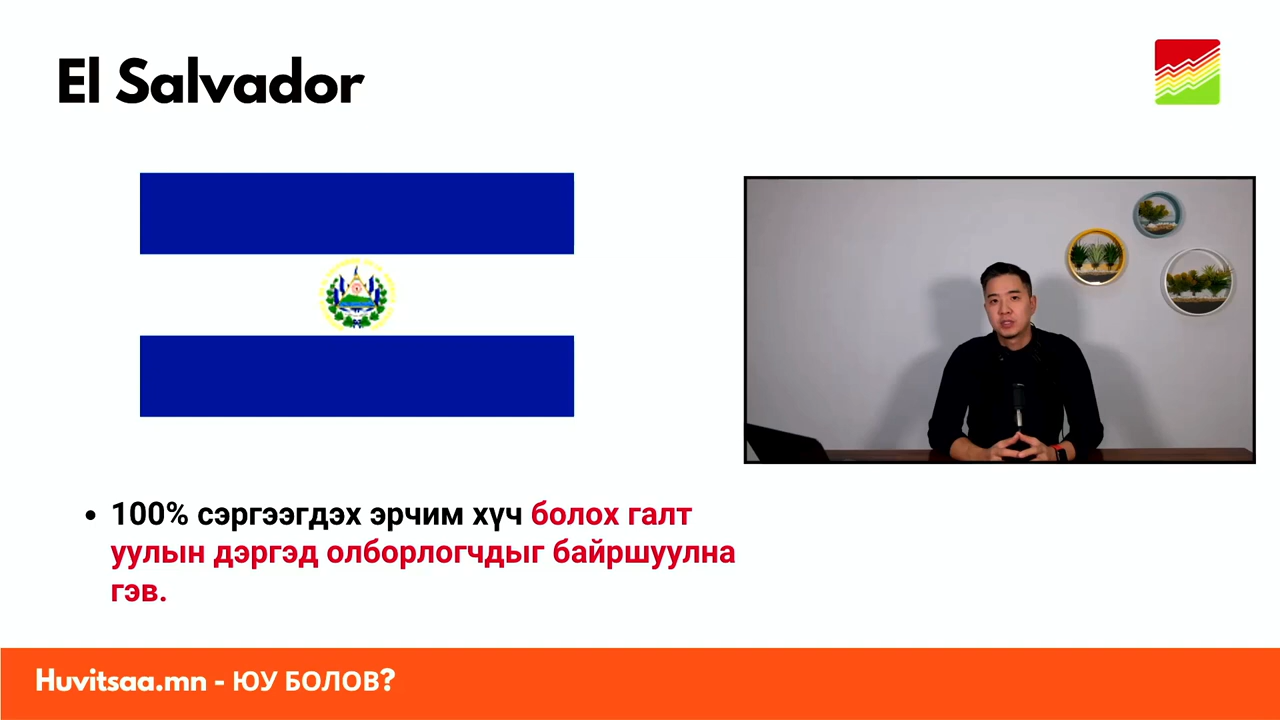 El Salvador
• 100% сэргээгдэх эрчим хүч болох галт
уулын дэргэд олборлогчдыг байршуулна
гэв.
Huvitsaa.mn - ЮУ БОЛОВ?